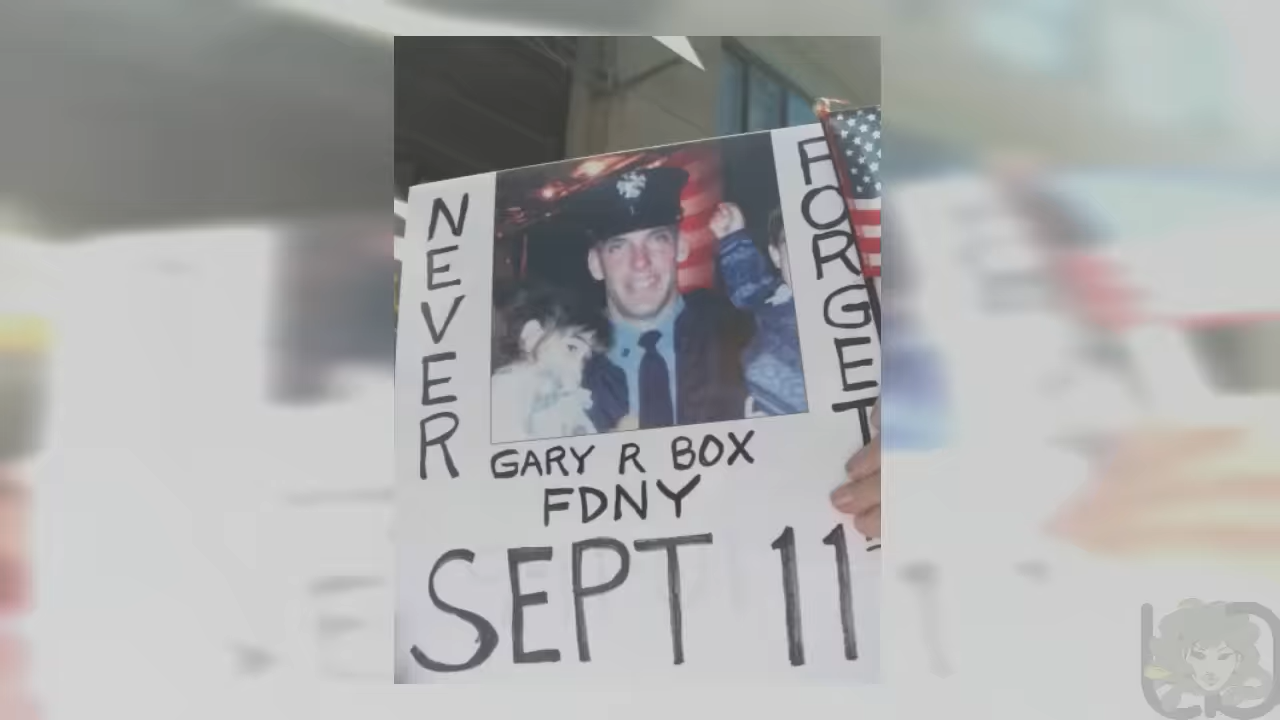 NEVER
FORGET
GARY R BOX
FDNY
SEPT 11